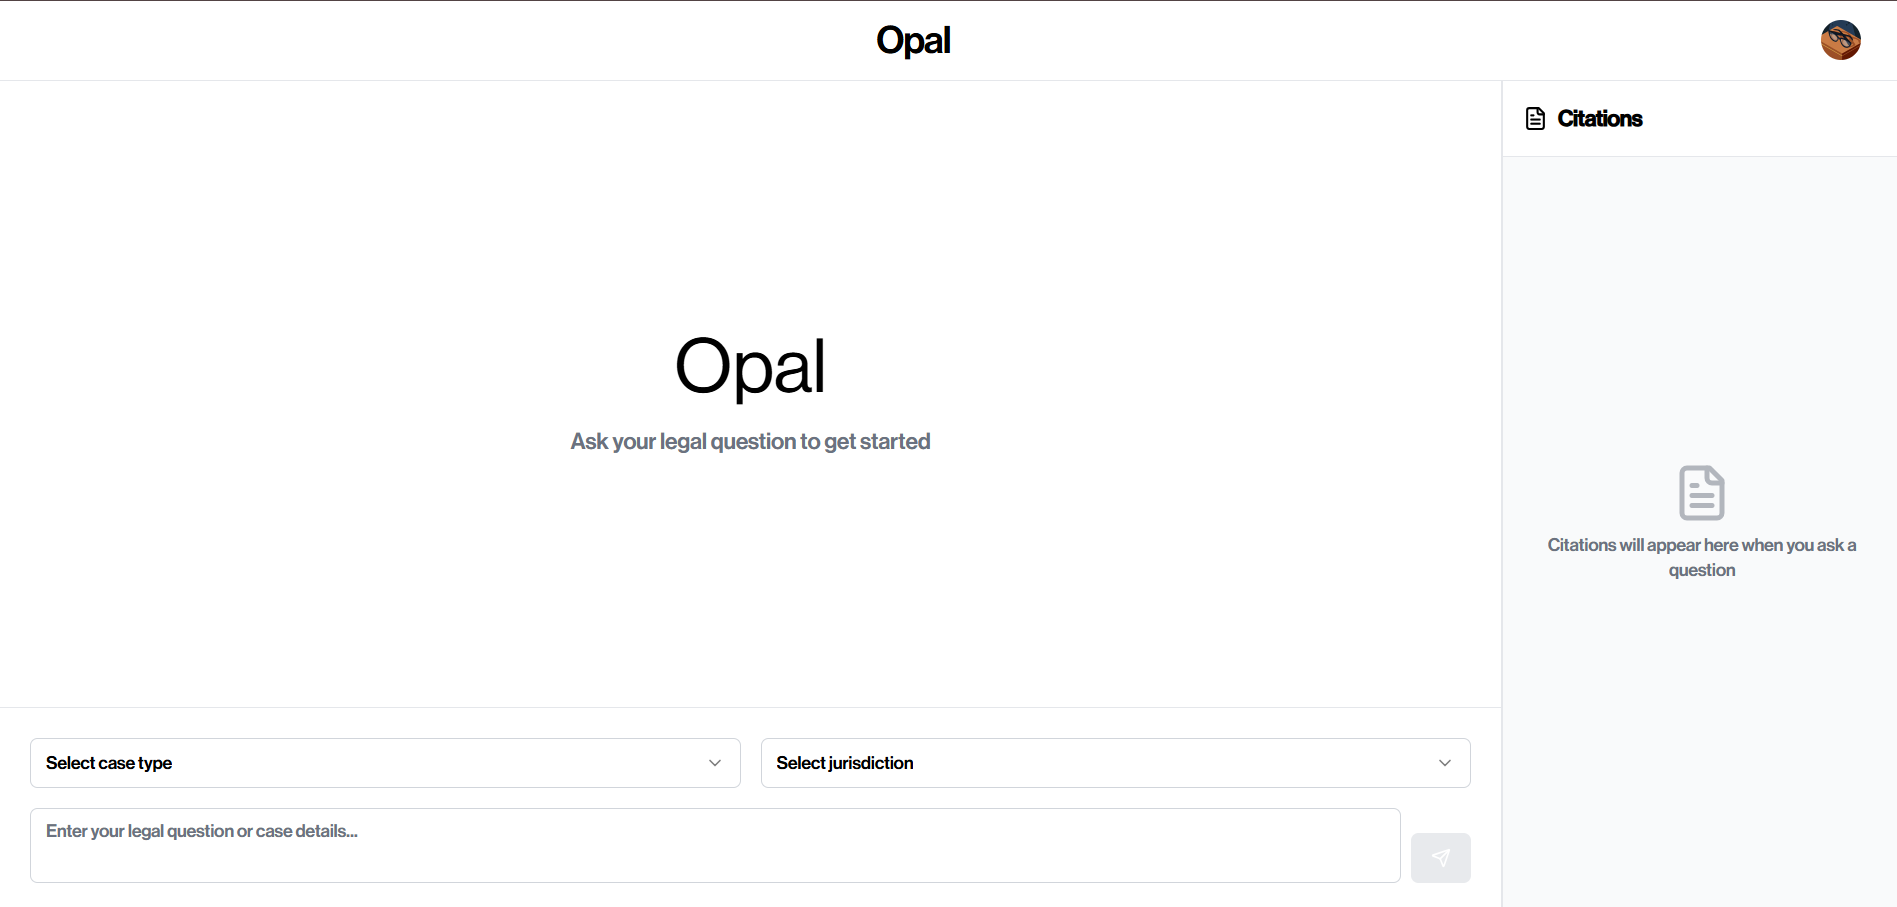 Opal
Citations
Opal
Ask your legal question to get started
Citations will appear here when you ask a
question
Select case type
Select jurisdiction
Enter your legal question or case details...